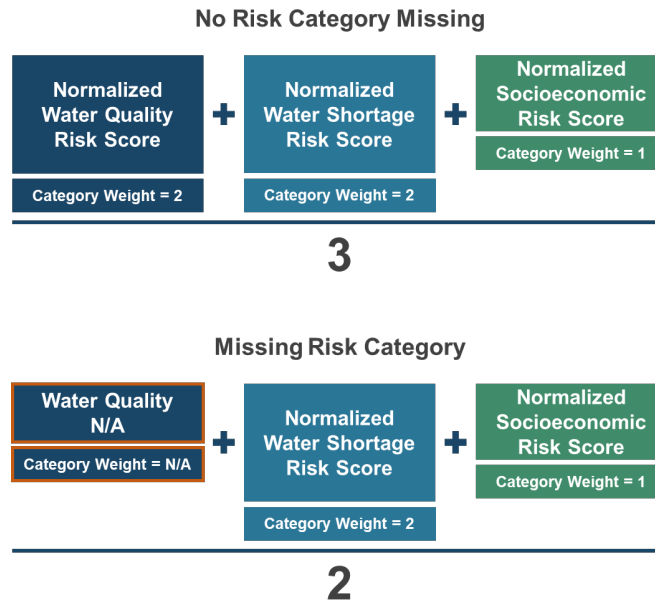 No Risk Category Missing
Normalized
Water Quality
Risk Score
Category Weight = 2
+
Normalized
Water Shortage
Risk Score
Category Weight = 2
+
Normalized
Socioeconomic
Risk Score
Category Weight = 1
3
Missing Risk Category
Water Quality
N/A
Category Weight = N/A
+
Normalized
Water Shortage
Risk Score
Category Weight = 2
+
Normalized
Socioeconomic
Risk Score
Category Weight = 1
2